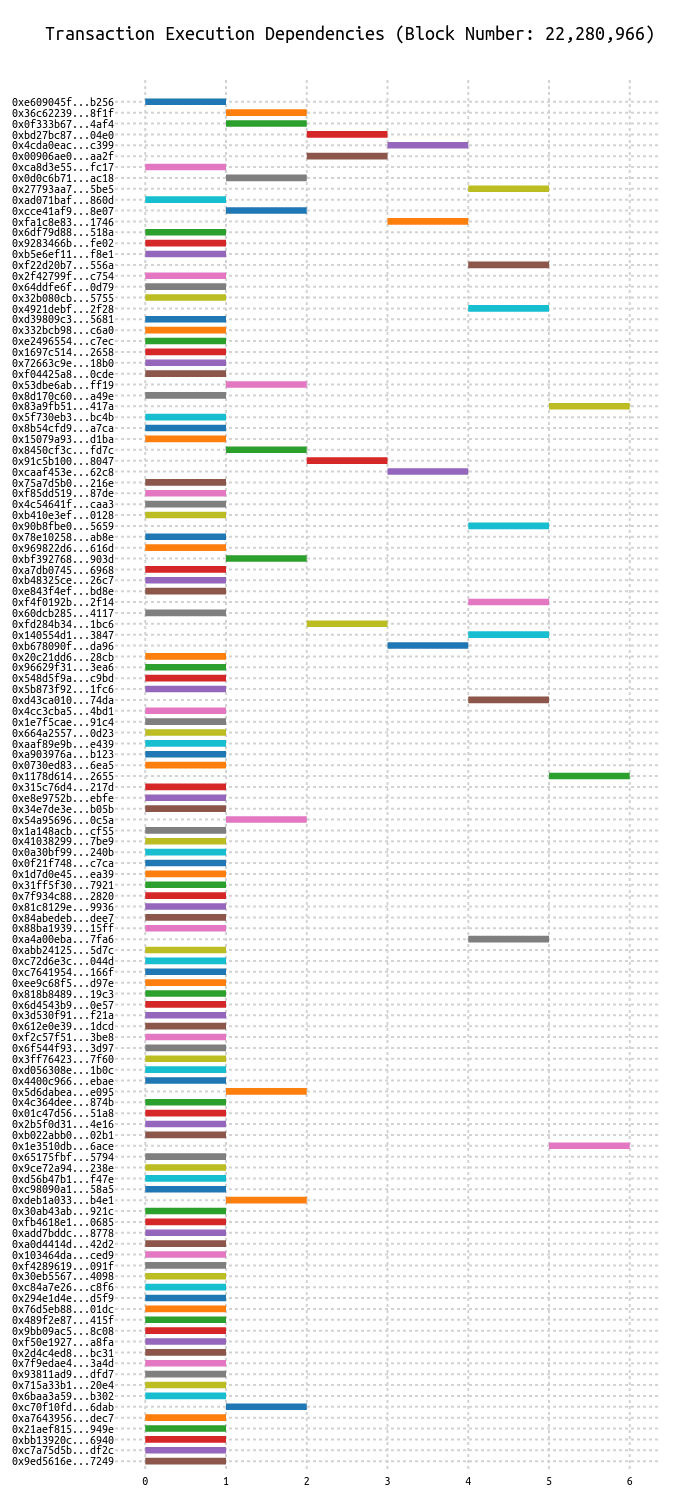 Transaction Execution Dependencies (Block Number: 22,280,966)
0xe609045f...b256
0x36c62239...8f1f
0x0f333b67...4af4
0xbd27bc87...04e0
0x4cda0eac...c399
0x00906ae0...aa2f
0xca8d3e55...fc17
0x0d0c6b71...ac18
0x27793aa7...5be5
0xad071baf...860d
0xcce41af9...8e07
0xfa1c8e83...1746
0x6df79d88...518a
0x9283466b...fe02
0xb5e6ef11...f8e1
0xf22d20b7...556a
0x2f42799f...c754
0x64ddfe6f...0d79
0x32b080cb...5755
0x4921debf...2f28
0xd39809c3...5681
0x332bcb98...c6a0
0xe2496554...c7ec
0x1697c514...2658
0x72663c9e...18b0
0xf04425a8...0cde
0x53dbe6ab...ff19
0x8d170c60...a49e
0x83a9fb51...417a
0x5f730eb3...bc4b
0x8b54cfd9...a7ca
0x15079a93...d1ba
0x8450cf3c...fd7c
0x91c5b100...8047
0xcaaf453e...62c8
0x75a7d5b0...216e
0xf85dd519...87de
0x4c54641f...caa3
0xb410e3ef...0128
0x90b8fbe0...5659
0x78e10258...ab8e
0x969822d6...616d
0xbf392768...903d
0xa7db0745...6968
0xb48325ce...26c7
0xe843f4ef...bd8e
0xf4f0192b...2f14
0x60dcb285...4117
0xfd284b34...1bc6
0x140554d1...3847
0xb678090f...da96
0x20c21dd6...28cb
0x96629f31...3ea6
0x548d5f9a...c9bd
0x5b873f92...1fc6
0xd43ca010...74da
0x4cc3cba5...4bd1
0x1e7f5cae...91c4
0x664a2557...0d23
0xaaf89e9b...e439
0xa903976a...b123
0x0730ed83...6ea5
0x1178d614...2655
0x315c76d4...217d
0xe8e9752b...ebfe
0x34e7de3e...b05b
0x54a95696...0c5a
0x1a148acb...cf55
0x41038299...7be9
0x0a30bf99...240b
0x0f21f748...c7ca
0x1d7d0e45...ea39
0x31ff5f30...7921
0x7f934c88...2820
0x81c8129e...9936
0x84abedeb...dee7
0x88ba1939...15ff
0xa4a00eba...7fa6
0xabb24125...5d7c
0xc72d6e3c...044d
0xc7641954...166f
0xee9c68f5...d97e
0x818b8489...19c3
0x6d4543b9...0e57
0x3d530f91...f21a
0x612e0e39...1dcd
0xf2c57f51...3be8
0x6f544f93...3d97
0x3ff76423...7f60
0xd056308e...1b0c
0x4400c966...ebae
0x5d6dabea...e095
0x4c364dee...874b
0x01c47d56...51a8
0x2b5f0d31...4e16
0xb022abb0...02b1
0x1e3510db...6ace
0x65175fbf...5794
0x9ce72a94...238e
0xd56b47b1...f47e
0xc98090a1...58a5
0xdeb1a033...b4e1
0x30ab43ab...921c
0xfb4618e1...0685
0xadd7bddc...8778
0xa0d4414d...42d2
0x103464da...ced9
0xf4289619...091f
0x30eb5567...4098
0xc84a7e26...c8f6
0x294e1d4e...d5f9
0x76d5eb88...01dc
0x489f2e87...415f
0x9bb09ac5...8c08
0xf50e1927...a8fa
0x2d4c4ed8...bc31
0x7f9edae4...3a4d
0x93811ad9...dfd7
0x715a33b1...20e4
0x6baa3a59...b302
0xc70f10fd...6dab
0xa7643956...dec7
0x21aef815...949e
0xbb13920c...6940
0xc7a75d5b...df2c
0x9ed5616e...7249
0 1 2 3 4 5 6